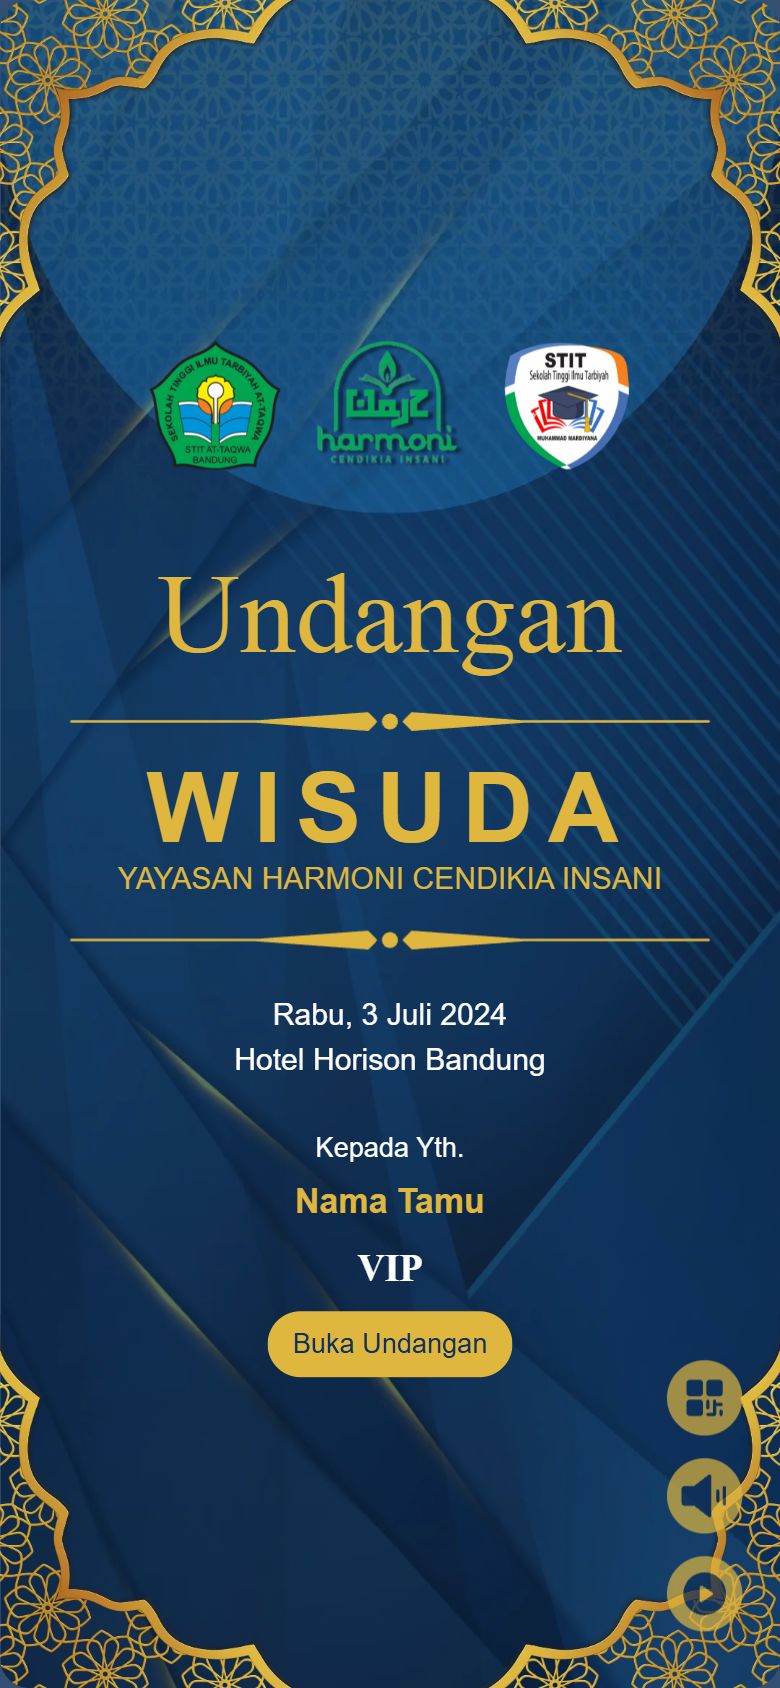 SEKOLAH TINGGI ILMU TARBIYAH AT-TAQWA
STIT AT-TAQWA
BANDUNG
harmoni
CENDIKIA INSANI
STIT
Sekolah Tinggi Ilmu Tarbiyah
MUHAMMAD MARDIYANA
Undangan
WISUDA
YAYASAN HARMONI CENDIKIA INSANI
Rabu, 3 Juli 2024
Hotel Horison Bandung
Kepada Yth.
Nama Tamu
VIP
Buka Undangan